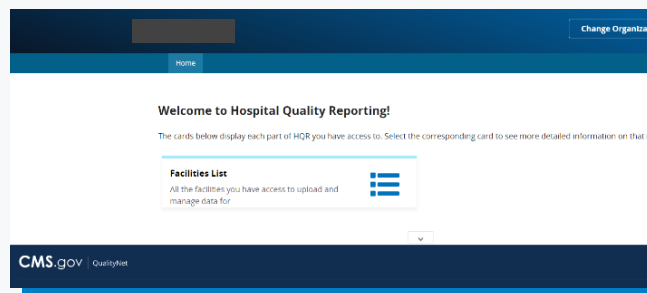 Change Organiza
Home
Welcome to Hospital Quality Reporting!
The cards below display each part of HQR you have access to. Select the corresponding card to see more detailed information on that
Facilities List
All the facilities you have access to upload and
manage data for
CMS.gov QualityNet